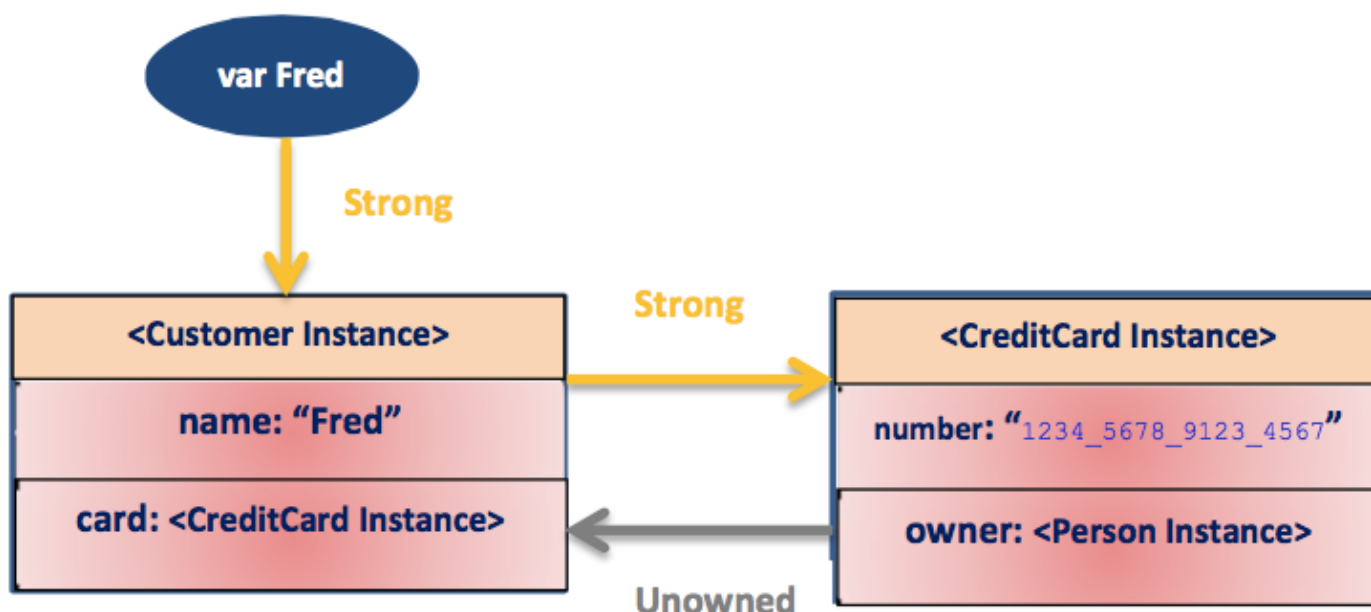 var Fred
Strong
Strong
<Customer Instance>
name: “Fred”
card: <CreditCard Instance>
<CreditCard Instance>
number: “1234_5678_9123_4567”
owner: <Person Instance>
Unowned